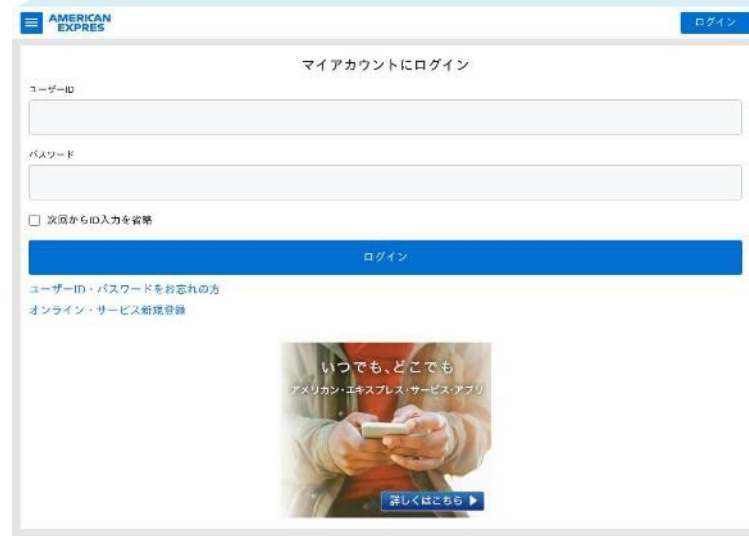 AMERICAN
EXPRES
ログイン
マイアカウントにログイン
ユーザーID
パスワード
次回からID入力を省略
ログイン
ユーザーID・パスワードをお忘れの方
オンライン・サービス新規登録
いつでも、どこでも
アメリカン・エキスプレス・サービス・アプリ
詳しくはこちら